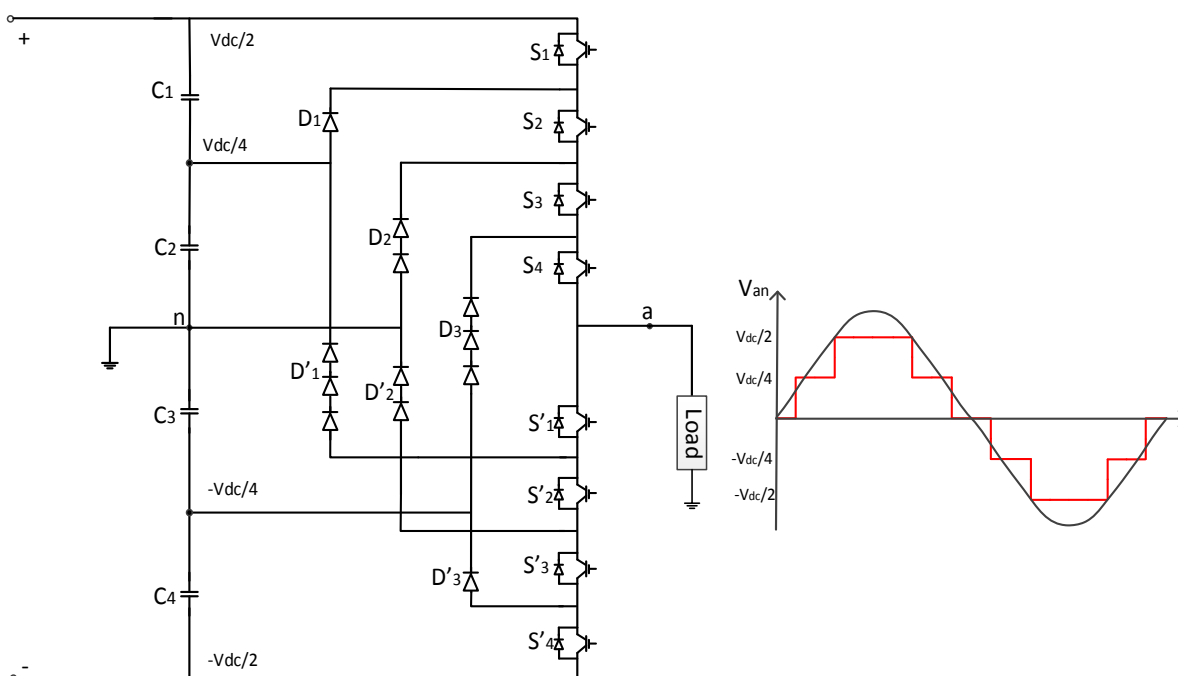 +
Vdc/2
S1
C1
D1
S2
Vdc/4
S3
D2
C2
S4
Van
n
D3
a
Vdc/2
D'1
D'2
Vdc/4
C3
S'1
Load
-Vdc/4
-Vdc/4
S'2
-Vdc/2
D'3
S'3
C4
S'4
-Vdc/2
-